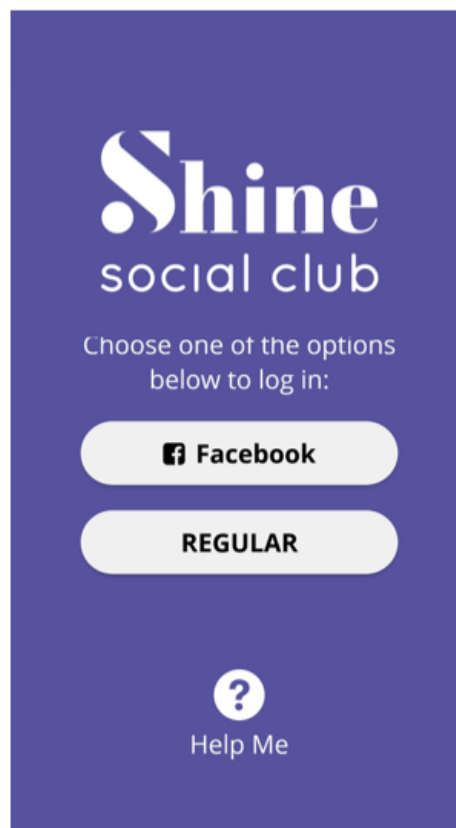 Shine
social club
Choose one of the options
below to log in:
Facebook
REGULAR
?
Help Me